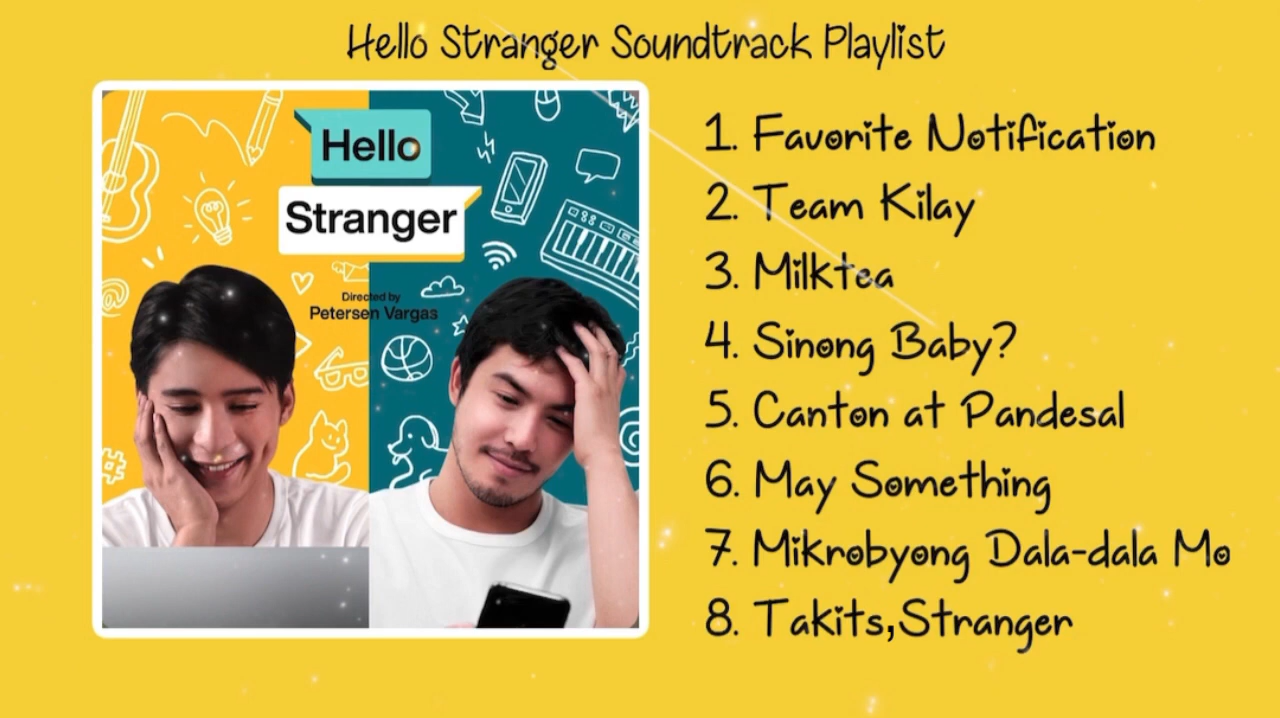 Hello Stranger Soundtrack Playlist
Hello
Stranger
Directed by
Petersen Vargas
1. Favorite Notification
2. Team Kilay
3. Milktea
4. Sinong Baby?
5. Canton at Pandesal
6. May Something
7. Mikrobyong Dala-dala Mo
8. Takits,Stranger